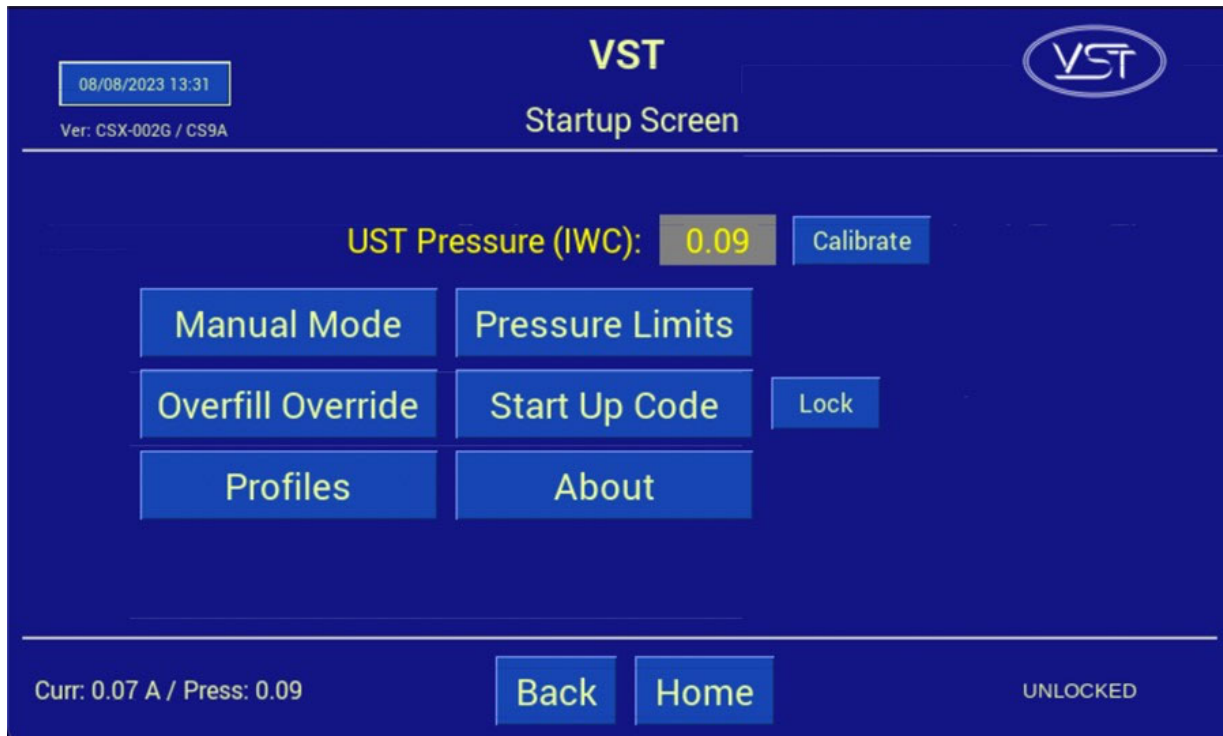 VST
VST
08/08/2023 13:31
Ver: CSX-002G / CS9A
Startup Screen
UST Pressure (IWC): 0.09 Calibrate
Manual Mode Pressure Limits
Overfill Override Start Up Code Lock
Profiles About
Curr: 0.07 A / Press: 0.09 Back Home UNLOCKED